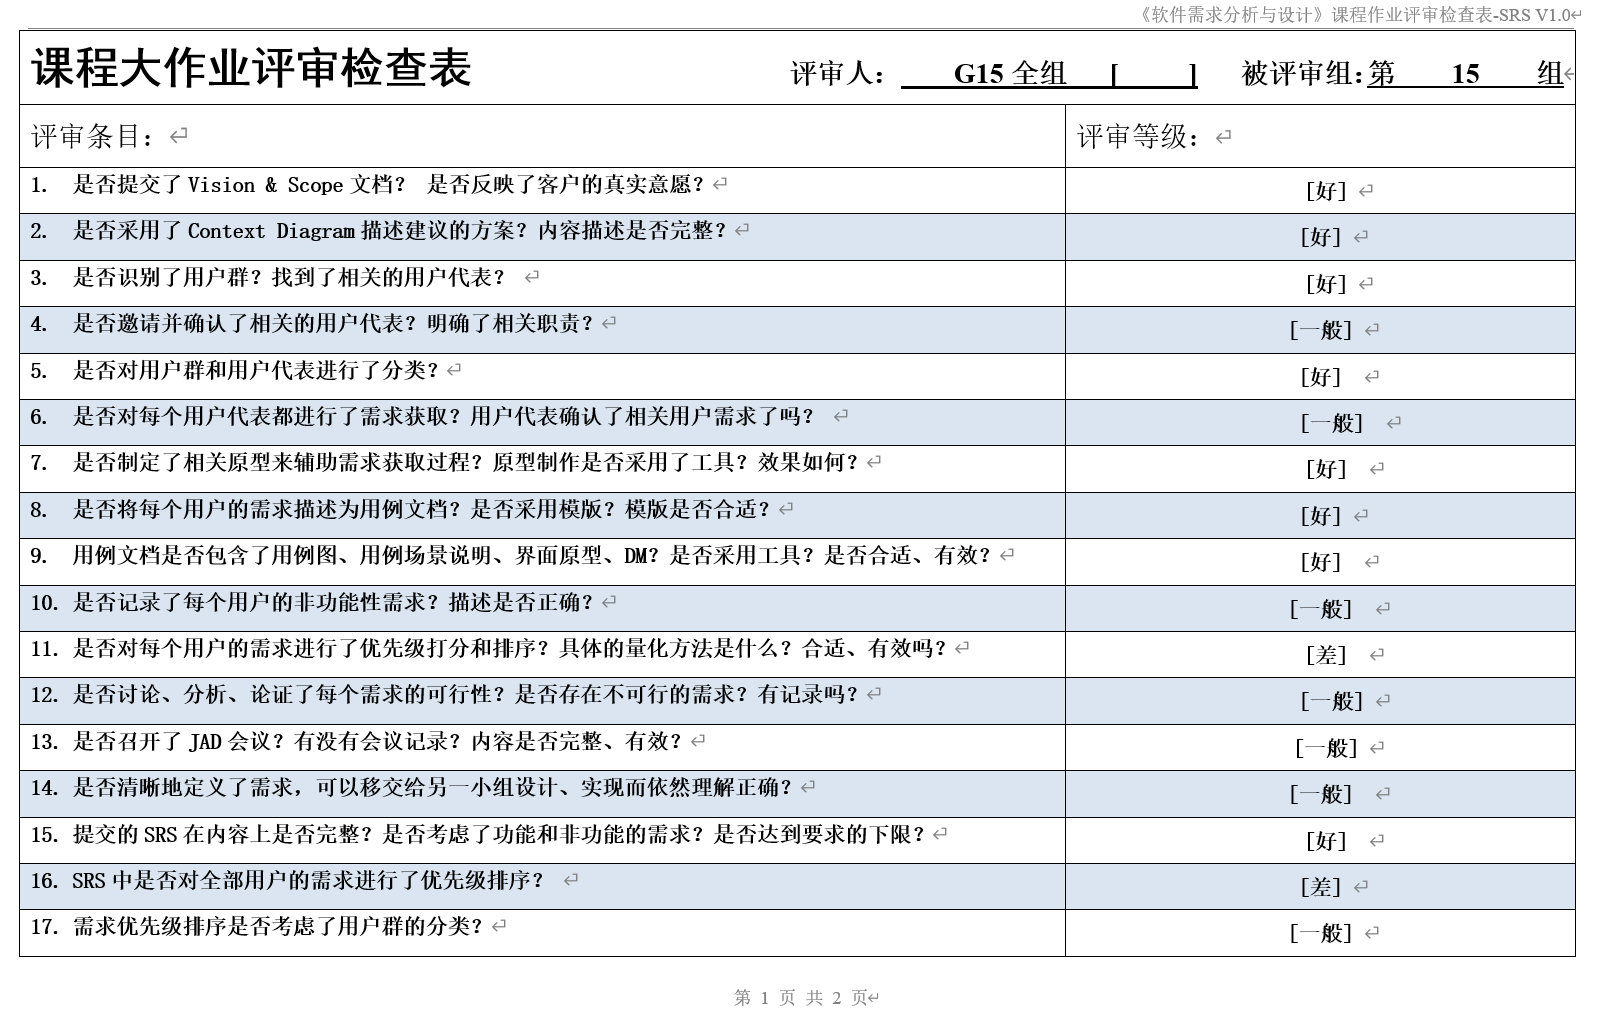 《软件需求分析与设计》课程作业评审检查表-SRS V1.0
课程大作业评审检查表 评审人： G15 全组 [ ] 被评审组：第 15 组
评审条目： 评审等级：
1. 是否提交了 Vision & Scope 文档？ 是否反映了客户的真实意愿？ [好]
2. 是否采用了 Context Diagram 描述建议的方案？内容描述是否完整？ [好]
3. 是否识别了用户群？找到了相关的用户代表？ [好]
4. 是否邀请并确认了相关的用户代表？明确了相关职责？ [一般]
5. 是否对用户群和用户代表进行了分类？ [好]
6. 是否对每个用户代表都进行了需求获取？用户代表确认了相关用户需求了吗？ [一般]
7. 是否制定了相关原型来辅助需求获取过程？原型制作是否采用了工具？效果如何？ [好]
8. 是否将每个用户的需求描述为用例文档？是否采用模版？模版是否合适？ [好]
9. 用例文档是否包含了用例图、用例场景说明、界面原型、DM？是否采用工具？是否合适、有效？ [好]
10. 是否记录了每个用户的非功能性需求？描述是否正确？ [一般]
11. 是否对每个用户的需求进行了优先级打分和排序？具体的量化方法是什么？合适、有效吗？ [差]
12. 是否讨论、分析、论证了每个需求的可行性？是否存在不可行的需求？有记录吗？ [一般]
13. 是否召开了 JAD 会议？有没有会议记录？内容是否完整、有效？ [一般]
14. 是否清晰地定义了需求，可以移交给另一小组设计、实现而依然理解正确？ [一般]
15. 提交的 SRS 在内容上是否完整？是否考虑了功能和非功能的需求？是否达到要求的下限？ [好]
16. SRS 中是否对全部用户的需求进行了优先级排序？ [差]
17. 需求优先级排序是否考虑了用户群的分类？ [一般]
第 1 页 共 2 页